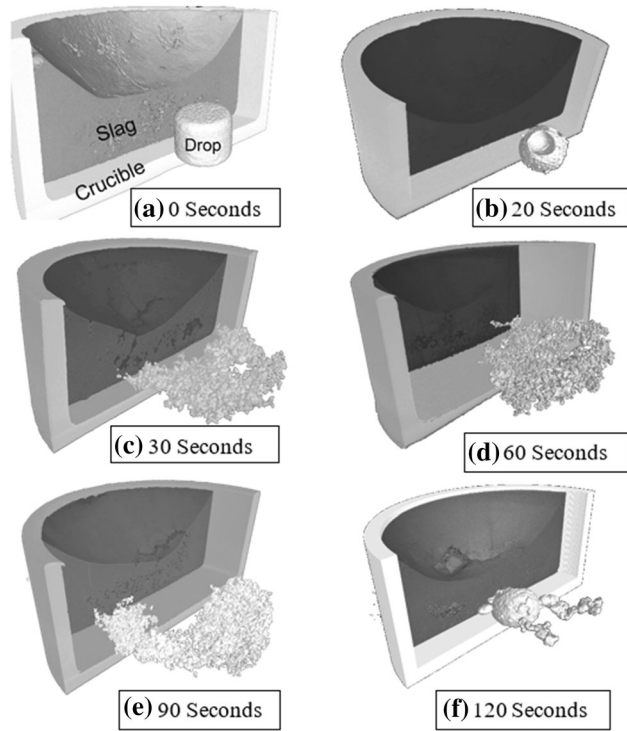 Slag
Drop
Crucible
(a) 0 Seconds
(b) 20 Seconds
(c) 30 Seconds
(d) 60 Seconds
(e) 90 Seconds
(f) 120 Seconds